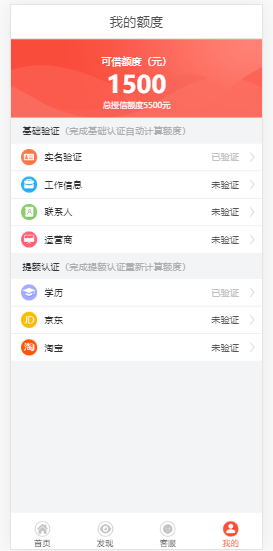 我的额度
可借额度（元）
1500
总授信额度5500元
基础验证（完成基础认证自动计算额度）
实名验证 已验证
工作信息 未验证
联系人 未验证
运营商 未验证
提额认证（完成提额认证重新计算额度）
学历 已验证
JD 京东 未验证
淘 淘宝 未验证
首页 发现 客服 我的